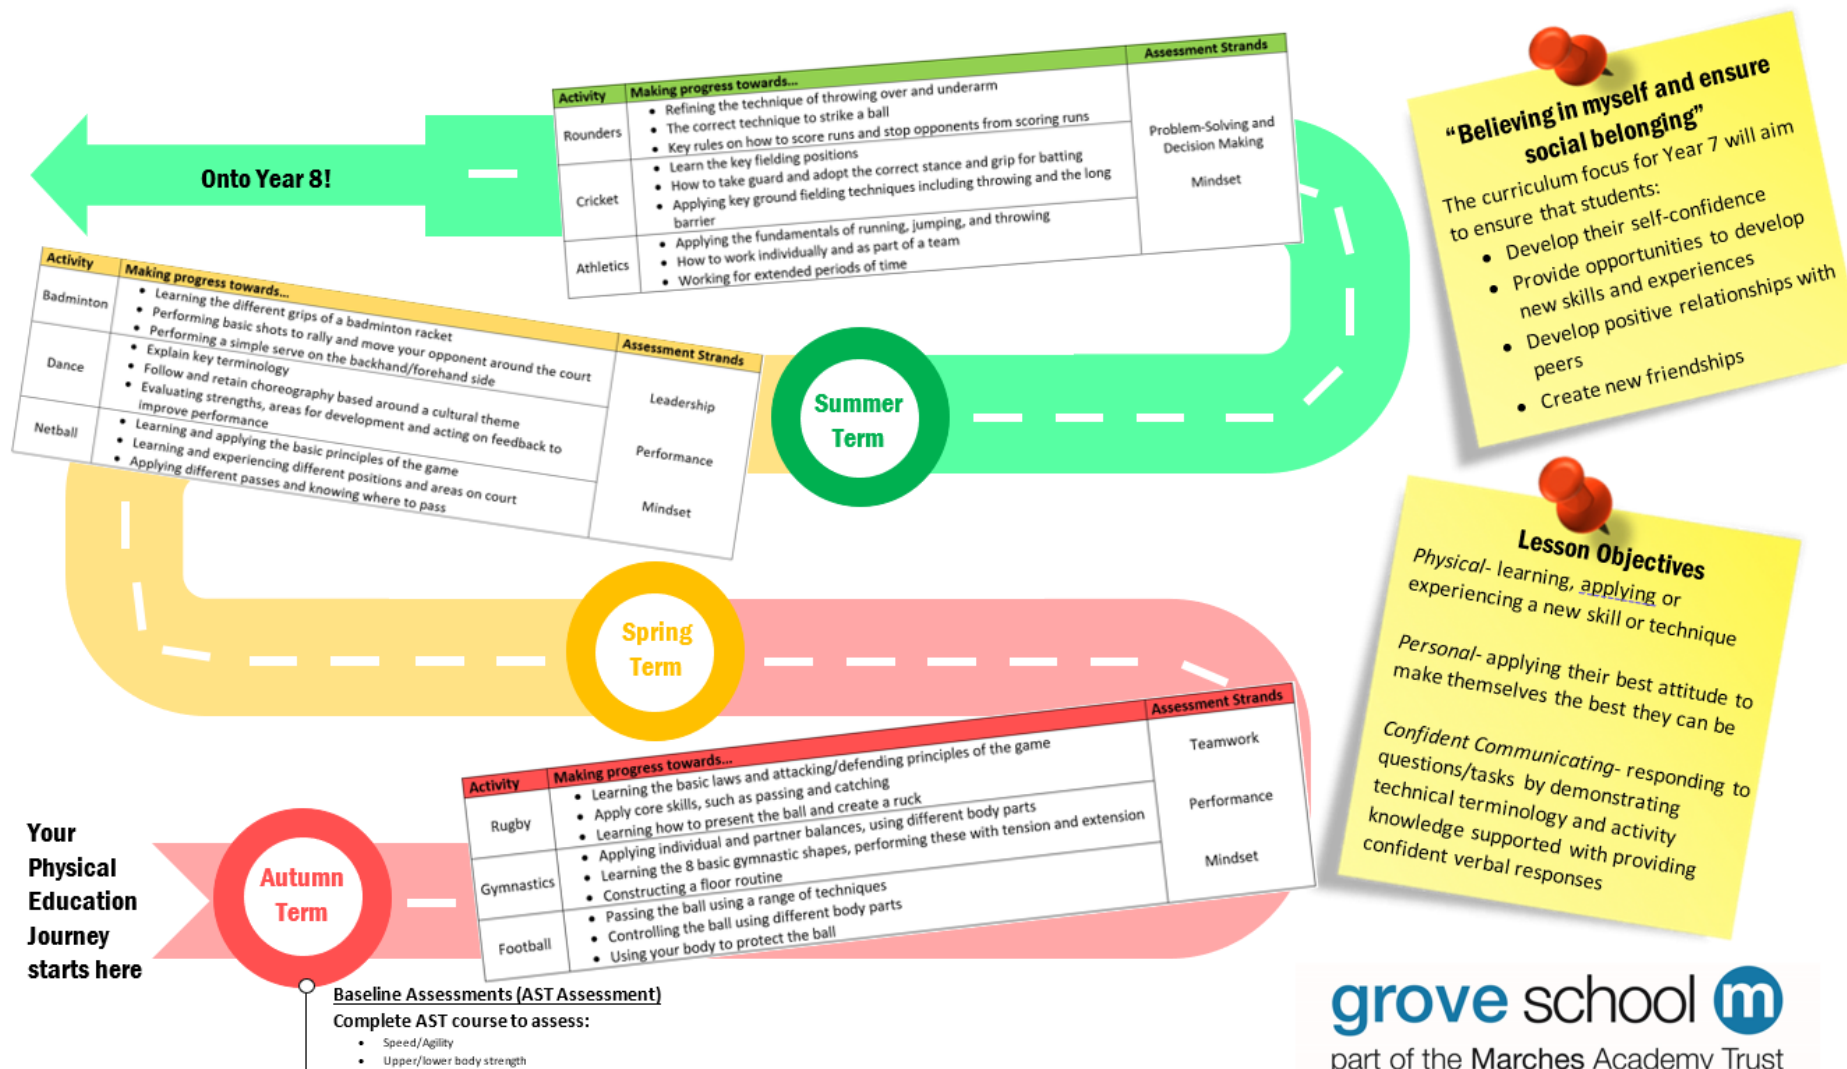 Activity
Making progress towards...
Assessment Strands
Rounders
• Refining the technique of throwing over and underarm
• The correct technique to strike a ball
• Key rules on how to score runs and stop opponents from scoring runs
Cricket
• Learn the key fielding positions
• How to take guard and adopt the correct stance and grip for batting
• Applying key ground fielding techniques including throwing and the long
barrier
Athletics
• Applying the fundamentals of running, jumping, and throwing
• How to work individually and as part of a team
• Working for extended periods of time
Problem-Solving and
Decision Making
Mindset
Onto Year 8!
"Believing in myself and ensure
social belonging"
The curriculum focus for Year 7 will aim
to ensure that students:
• Develop their self-confidence
• Provide opportunities to develop
new skills and experiences
• Develop positive relationships with
peers
• Create new friendships
Activity
Making progress towards...
Assessment Strands
Badminton
• Learning the different grips of a badminton racket
• Performing basic shots to rally and move your opponent around the court
• Performing a simple serve on the backhand/forehand side
Dance
• Explain key terminology
• Follow and retain choreography based around a cultural theme
• Evaluating strengths, areas for development and acting on feedback to
improve performance
Netball
• Learning and applying the basic principles of the game
• Learning and experiencing different positions and areas on court
• Applying different passes and knowing where to pass
Leadership
Performance
Mindset
Summer
Term
Lesson Objectives
Physical- learning, applying or
experiencing a new skill or technique
Personal- applying their best attitude to
make themselves the best they can be
Confident Communicating- responding to
questions/tasks by demonstrating
technical terminology and activity
knowledge supported with providing
confident verbal responses
Spring
Term
Activity
Making progress towards...
Assessment Strands
Rugby
• Learning the basic laws and attacking/defending principles of the game
• Apply core skills, such as passing and catching
• Learning how to present the ball and create a ruck
Gymnastics
• Applying individual and partner balances, using different body parts
• Learning the 8 basic gymnastic shapes, performing these with tension and extension
• Constructing a floor routine
Football
• Passing the ball using a range of techniques
• Controlling the ball using different body parts
• Using your body to protect the ball
Teamwork
Performance
Mindset
Your
Physical
Education
Journey
starts here
Autumn
Term
Baseline Assessments (AST Assessment)
Complete AST course to assess:
• Speed/Agility
• Upper/lower body strength
grove school m
part of the Marches Academy Trust